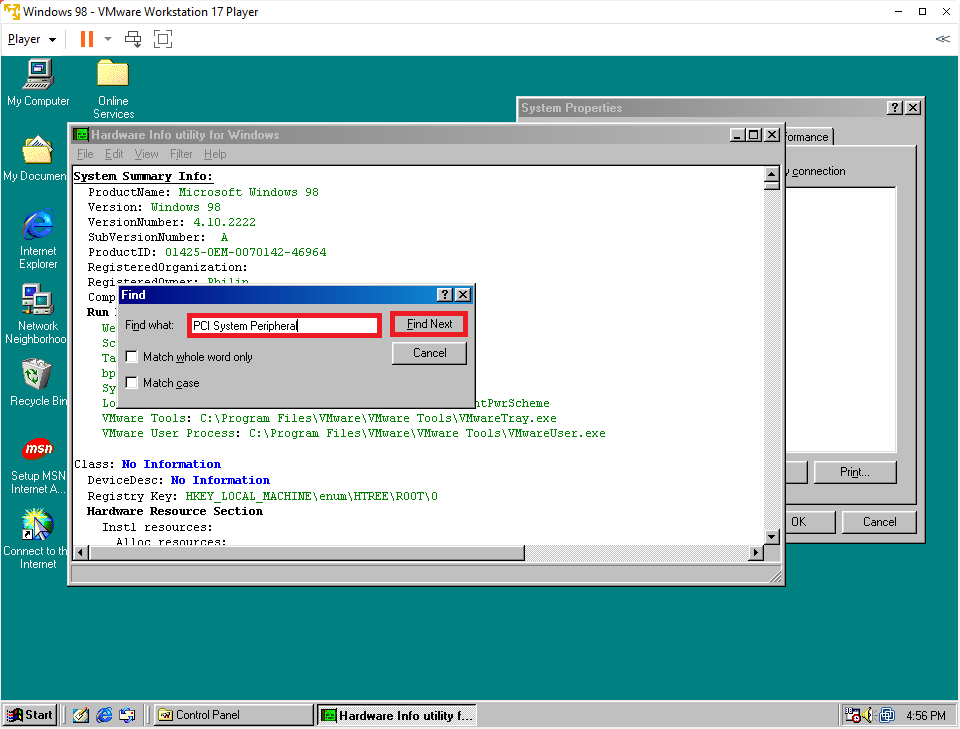 Windows 98 - VMware Workstation 17 Player
Player
My Computer
Online
Services
My Documen
Internet
Explorer
Network
Neighborhoo
Recycle Bin
msn
Setup MSN
Internet A...
Connect to th
Internet
System Properties
formance
y connection
Print...
OK
Cancel
Hardware Info utility for Windows
File Edit View Filter Help
System Summary Info:
ProductName: Microsoft Windows 98
Version: Windows 98
VersionNumber: 4.10.2222
SubVersionNumber: A
ProductID: 01425-OEM-0070142-46964
RegisteredOrganization:
RegisteredOwner: Philip
Comp
Run
We
Sc
Ta
bp
Sy
Lo
ntPwrScheme
VMware Tools: C:\Program Files\VMware\VMware Tools\VMwareTray.exe
VMware User Process: C:\Program Files\VMware\VMware Tools\VMwareUser.exe
Class: No Information
DeviceDesc: No Information
Registry Key: HKEY_LOCAL_MACHINE\enum\HTREE\ROOT\0
Hardware Resource Section
Instl resources:
Alloc resources:
Find
Find what: PCI System Peripheral
Find Next
Match whole word only
Cancel
Match case
Start
Control Panel
Hardware Info utility f...
4:56 PM